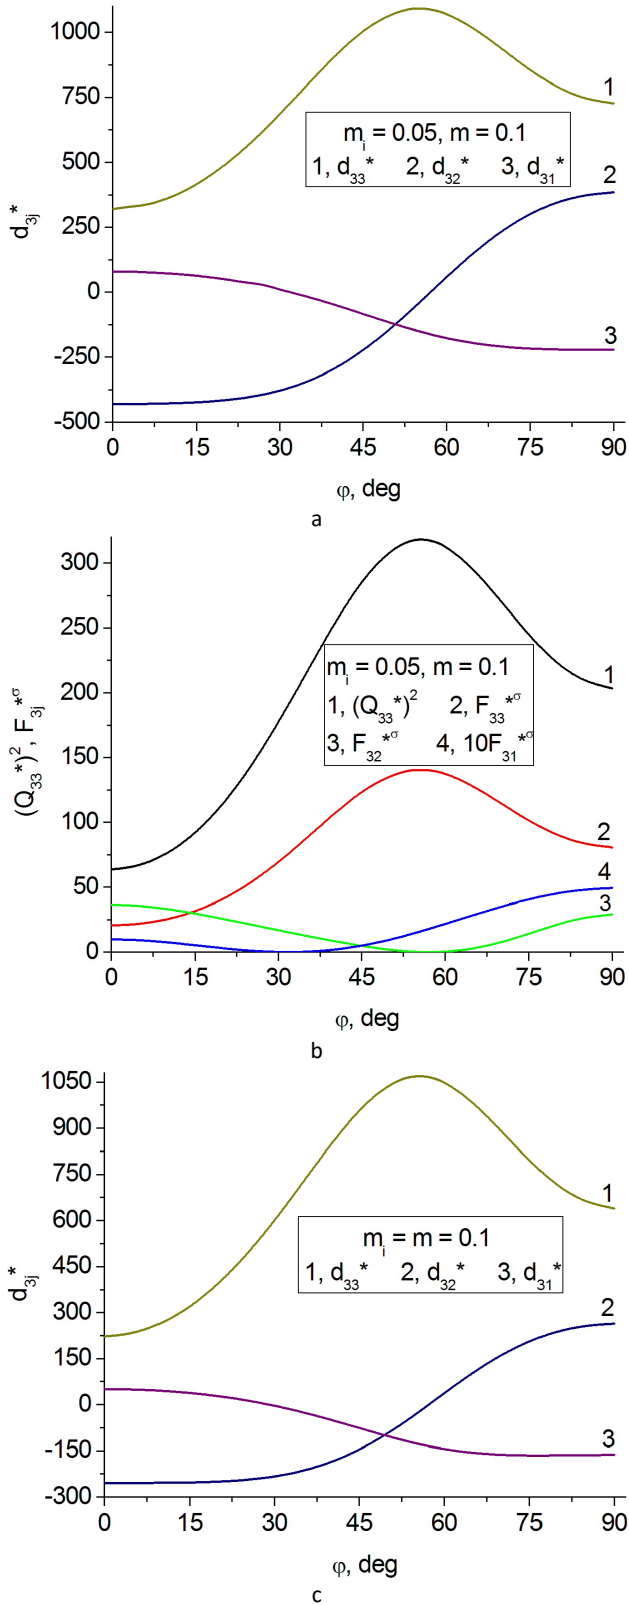 1000
750
500
250
0
-250
-500
d3j*
1
mi = 0.05, m = 0.1
1, d33* 2, d32* 3, d31*
2
3
0 15 30 45 60 75 90
φ, deg
a
300
250
200
150
100
50
0
(Q33*)2, F3j*σ
1
mi = 0.05, m = 0.1
1, (Q33*)2 2, F33*σ
3, F32*σ 4, 10F31*σ
2
4
3
0 15 30 45 60 75 90
φ, deg
b
1050
900
750
600
450
300
150
0
-150
-300
d3j*
1
mi = m = 0.1
1, d33* 2, d32* 3, d31*
2
3
0 15 30 45 60 75 90
φ, deg
c